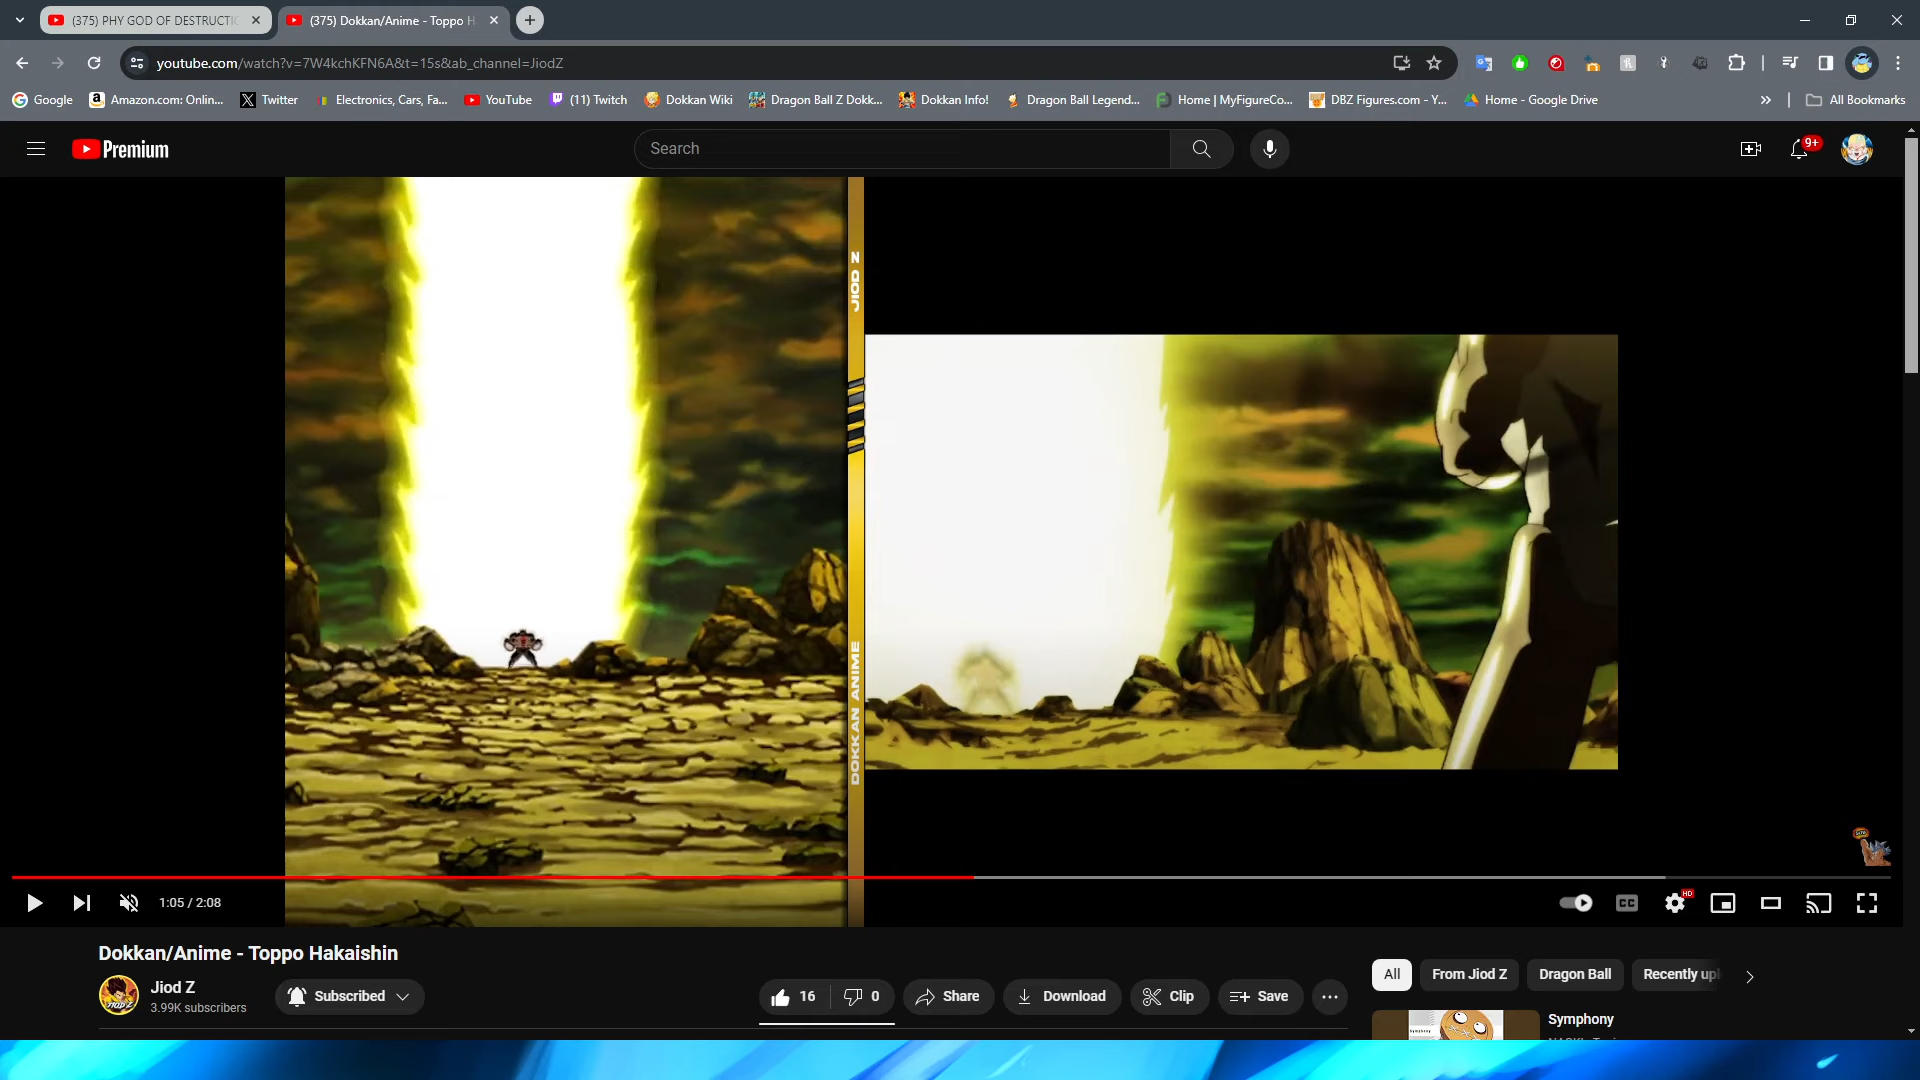 (375) PHY GOD OF DESTRUCTIO
(375) Dokkan/Anime - Toppo H
youtube.com/watch?v=7W4kchKFN6A&t=15s&ab_channel=JiodZ
Google
Amazon.com: Onlin...
Twitter
Electronics, Cars, Fa...
YouTube
(11) Twitch
Dokkan Wiki
Dragon Ball Z Dokk...
Dokkan Info!
Dragon Ball Legend...
Home | MyFigureCo...
DBZ Figures.com - Y...
Home - Google Drive
All Bookmarks
Premium
Search
9+
JIOD Z
DOKKAN ANIME
1:05 / 2:08
CC
HD
Dokkan/Anime - Toppo Hakaishin
Jiod Z
3.99K subscribers
Subscribed
16
0
Share
Download
Clip
Save
All
From Jiod Z
Dragon Ball
Recently upl
Symphony